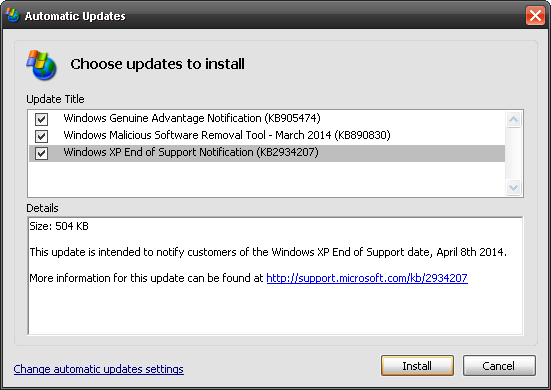 Automatic Updates
Choose updates to install
Update Title
Windows Genuine Advantage Notification (KB905474)
Windows Malicious Software Removal Tool - March 2014 (KB890830)
Windows XP End of Support Notification (KB2934207)
Details
Size: 504 KB
This update is intended to notify customers of the Windows XP End of Support date, April 8th 2014.
More information for this update can be found at http://support.microsoft.com/kb/2934207
Change automatic updates settings
Install
Cancel